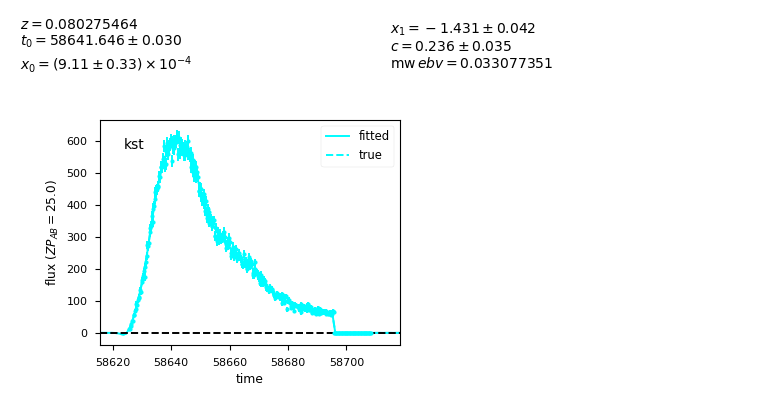 z = 0.080275464
t₀ = 58641.646 ± 0.030
x₀ = (9.11 ± 0.33) × 10⁻⁴
x₁ = − 1.431 ± 0.042
c = 0.236 ± 0.035
mw ebv = 0.033077351
kst
fitted
true
600
500
400
300
200
100
0
flux (ZP_AB = 25.0)
58620 58640 58660 58680 58700
time